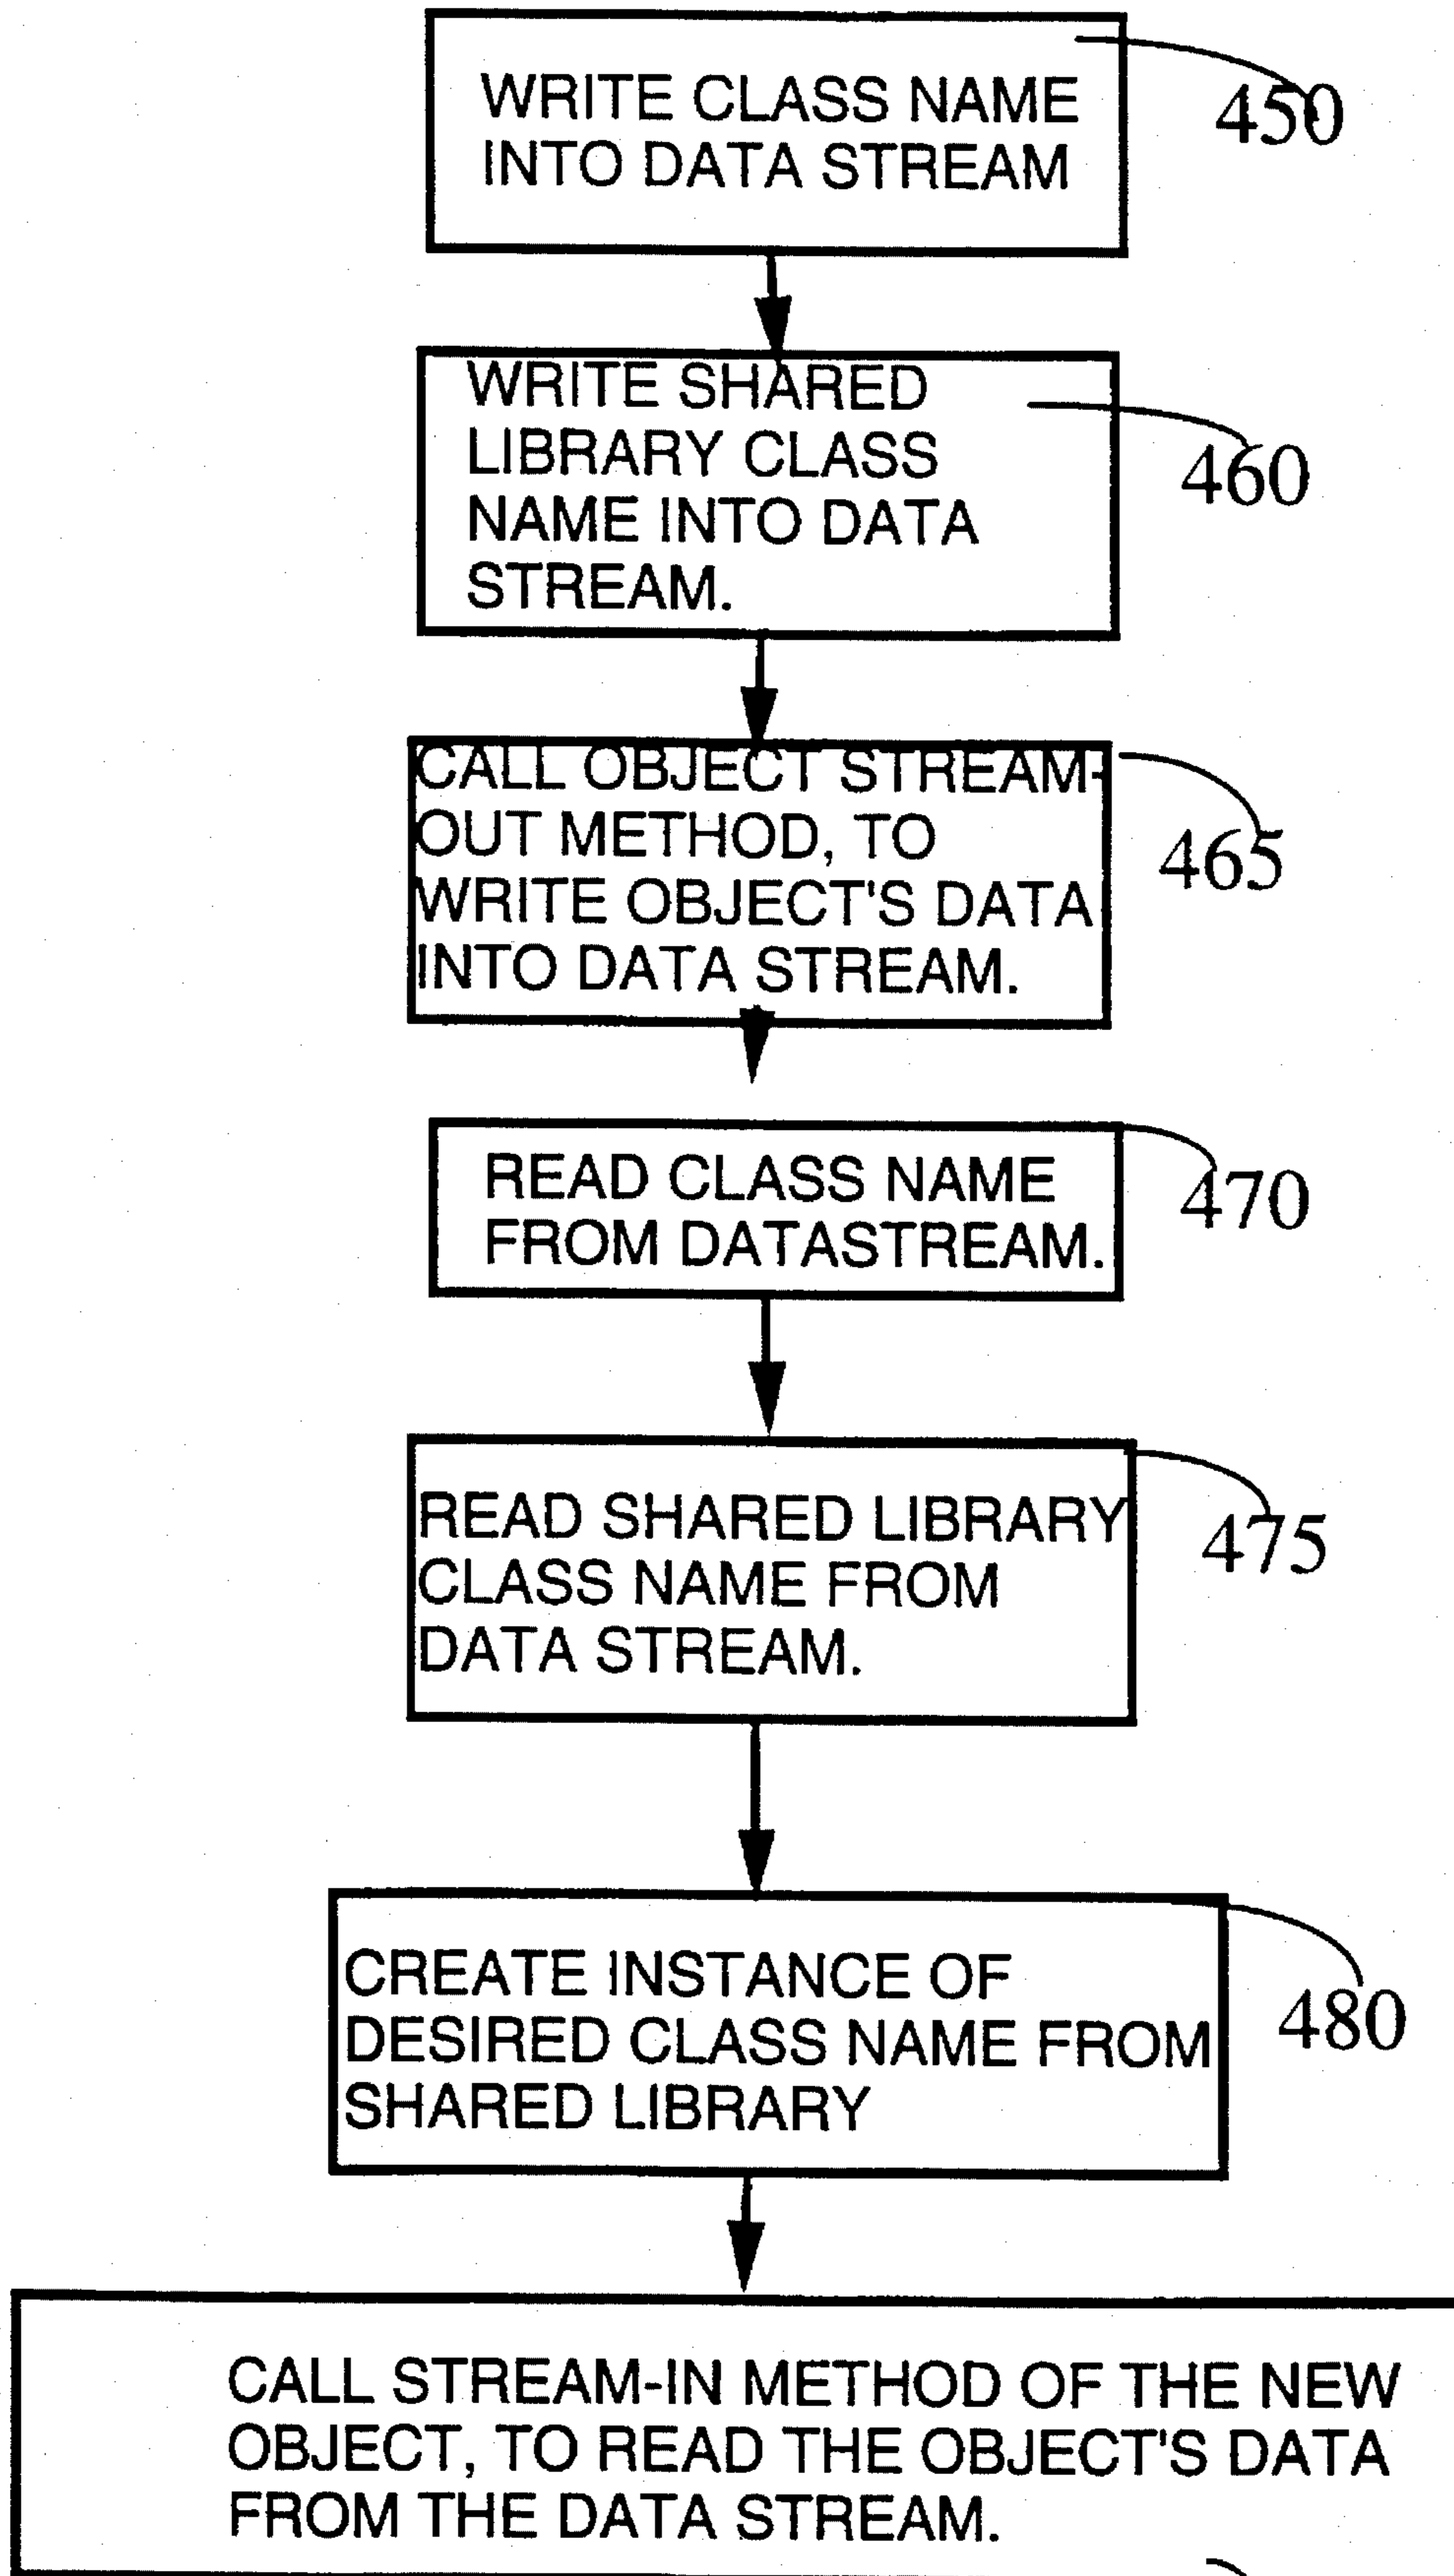 WRITE CLASS NAME
INTO DATA STREAM
450
WRITE SHARED
LIBRARY CLASS
NAME INTO DATA
STREAM.
460
CALL OBJECT STREAM-
OUT METHOD, TO
WRITE OBJECT'S DATA
INTO DATA STREAM.
465
READ CLASS NAME
FROM DATASTREAM.
470
READ SHARED LIBRARY
CLASS NAME FROM
DATA STREAM.
475
CREATE INSTANCE OF
DESIRED CLASS NAME FROM
SHARED LIBRARY
480
CALL STREAM-IN METHOD OF THE NEW
OBJECT, TO READ THE OBJECT'S DATA
FROM THE DATA STREAM.